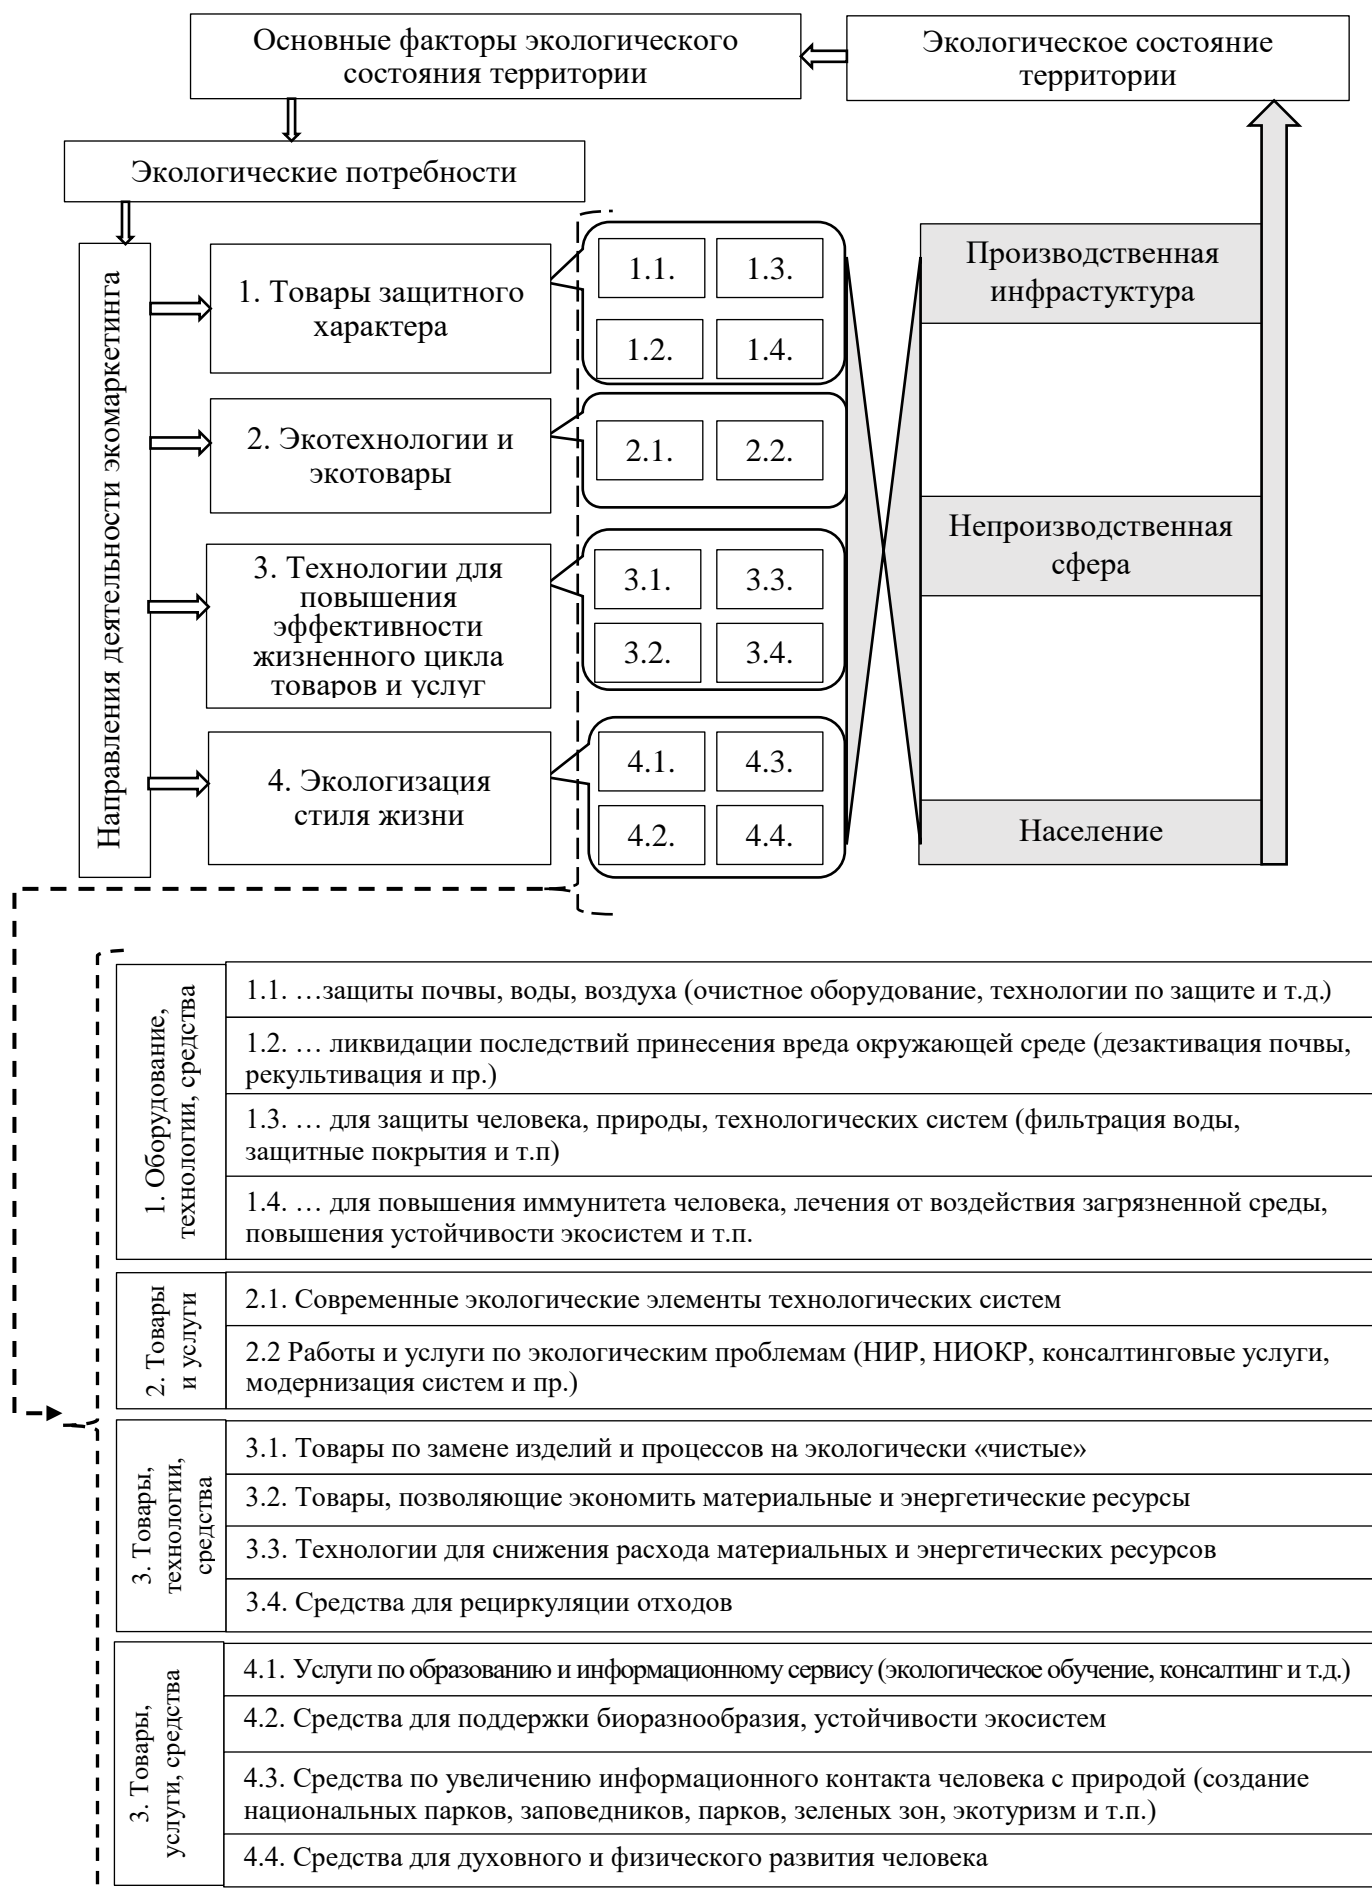 Основные факторы экологического
состояния территории
Экологическое состояние
территории
Экологические потребности
Направления деятельности экомаркетинга
1. Товары защитного
характера
1.1.
1.3.
1.2.
1.4.
2. Экотехнологии и
экотовары
2.1.
2.2.
3. Технологии для
повышения
эффективности
жизненного цикла
товаров и услуг
3.1.
3.3.
3.2.
3.4.
4. Экологизация
стиля жизни
4.1.
4.3.
4.2.
4.4.
Производственная
инфрастуктура
Непроизводственная
сфера
Население
1. Оборудование,
технологии, средства
1.1. …защиты почвы, воды, воздуха (очистное оборудование, технологии по защите и т.д.)
1.2. … ликвидации последствий принесения вреда окружающей среде (дезактивация почвы,
рекультивация и пр.)
1.3. … для защиты человека, природы, технологических систем (фильтрация воды,
защитные покрытия и т.п)
1.4. … для повышения иммунитета человека, лечения от воздействия загрязненной среды,
повышения устойчивости экосистем и т.п.
2. Товары
и услуги
2.1. Современные экологические элементы технологических систем
2.2 Работы и услуги по экологическим проблемам (НИР, НИОКР, консалтинговые услуги,
модернизация систем и пр.)
3. Товары,
технологии,
средства
3.1. Товары по замене изделий и процессов на экологически «чистые»
3.2. Товары, позволяющие экономить материальные и энергетические ресурсы
3.3. Технологии для снижения расхода материальных и энергетических ресурсов
3.4. Средства для рециркуляции отходов
3. Товары,
услуги, средства
4.1. Услуги по образованию и информационному сервису (экологическое обучение, консалтинг и т.д.)
4.2. Средства для поддержки биоразнообразия, устойчивости экосистем
4.3. Средства по увеличению информационного контакта человека с природой (создание
национальных парков, заповедников, парков, зеленых зон, экотуризм и т.п.)
4.4. Средства для духовного и физического развития человека